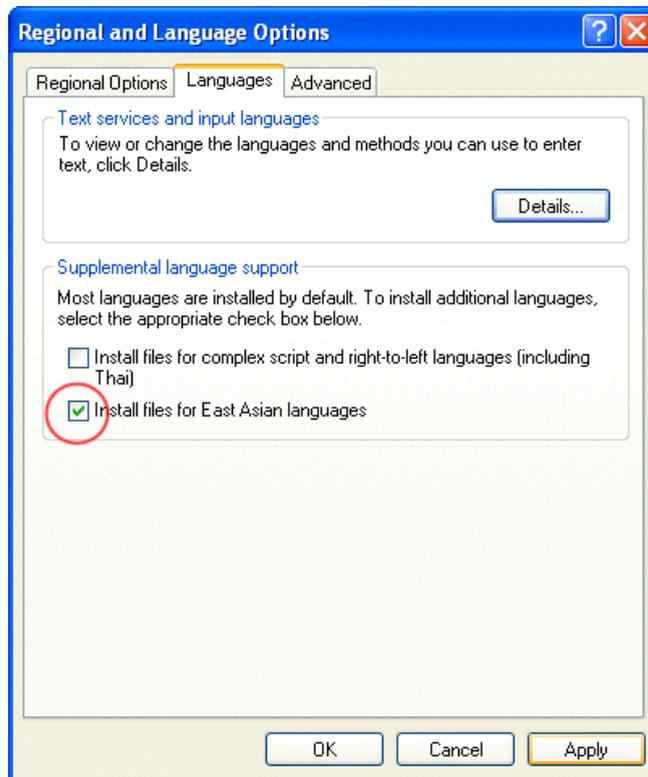 Regional and Language Options
Regional Options
Languages
Advanced
Text services and input languages
To view or change the languages and methods you can use to enter
text, click Details.
Details...
Supplemental language support
Most languages are installed by default. To install additional languages,
select the appropriate check box below.
Install files for complex script and right-to-left languages (including
Thai)
Install files for East Asian languages
OK
Cancel
Apply